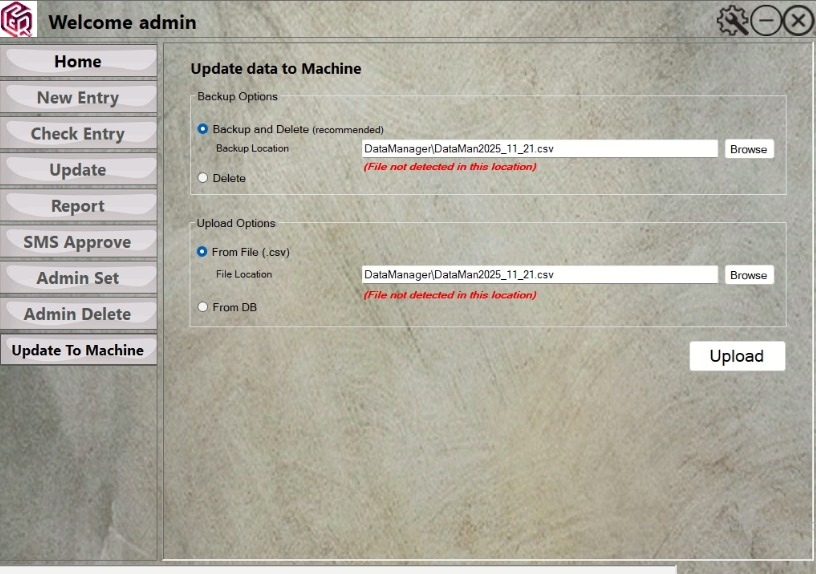 Welcome admin
Home
New Entry
Check Entry
Update
Report
SMS Approve
Admin Set
Admin Delete
Update To Machine
Update data to Machine
Backup Options
Backup and Delete (recommended)
Backup Location DataManager\DataMan2025_11_21.csv Browse
(File not detected in this location)
Delete
Upload Options
From File (.csv)
File Location DataManager\DataMan2025_11_21.csv Browse
(File not detected in this location)
From DB
Upload